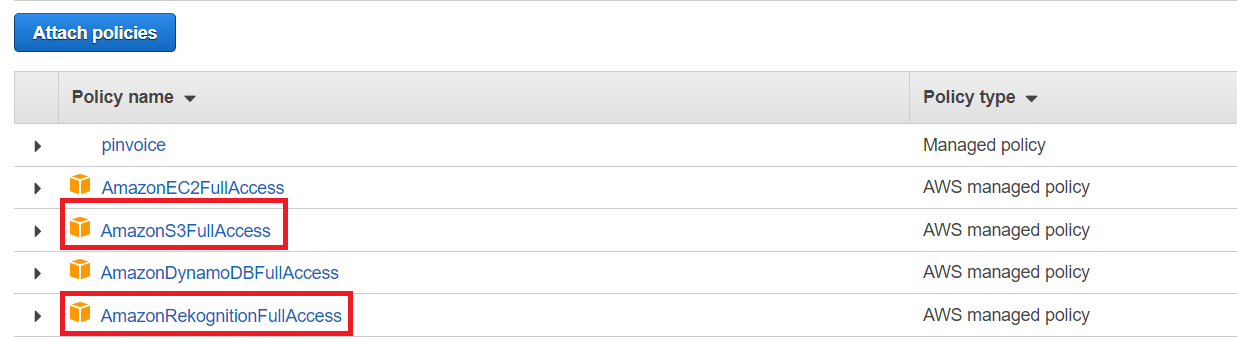 Attach policies
Policy name Policy type
pinvoice Managed policy
AmazonEC2FullAccess AWS managed policy
AmazonS3FullAccess AWS managed policy
AmazonDynamoDBFullAccess AWS managed policy
AmazonRekognitionFullAccess AWS managed policy